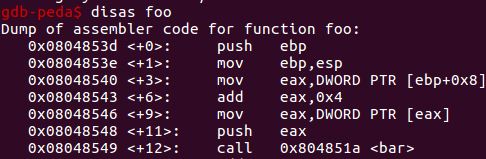 gdb-peda$ disas foo
Dump of assembler code for function foo:
0x0804853d <+0>: push ebp
0x0804853e <+1>: mov ebp,esp
0x08048540 <+3>: mov eax,DWORD PTR [ebp+0x8]
0x08048543 <+6>: add eax,0x4
0x08048546 <+9>: mov eax,DWORD PTR [eax]
0x08048548 <+11>: push eax
0x08048549 <+12>: call 0x804851a <bar>